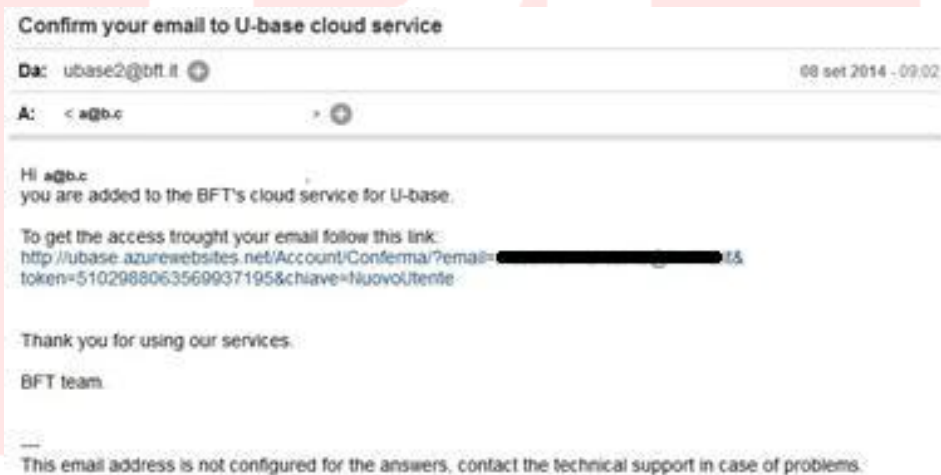 Confirm your email to U-base cloud service
Da: ubase2@bft.it
08 set 2014 - 09:02
A: < a@b.c >
Hi a@b.c ,
you are added to the BFT's cloud service for U-base.
To get the access trought your email follow this link:
http://ubase.azurewebsites.net/Account/Conferma/?email=
token=5102988063569937195&chiave=NuovoUtente
Thank you for using our services.
BFT team.
This email address is not configured for the answers, contact the technical support in case of problems.